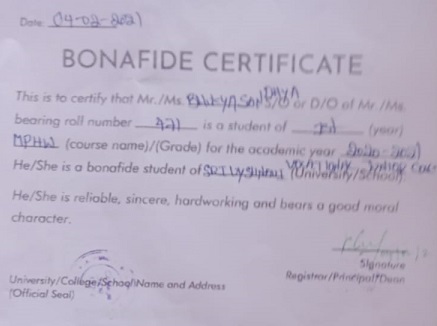 Date: 04-02-2021
BONAFIDE CERTIFICATE
This is to certify that Mr./Ms. S/O or D/O of Mr./Ms.
bearing roll number 421 is a student of (year)
MPHW (course name)/(Grade) for the academic year 2020-2021
He/She is a bonafide student of SRI (University/School).
He/She is reliable, sincere, hardworking and bears a good moral
character.
Signature
University/College/School Name and Address
Registrar/Principal/Dean
(Official Seal)